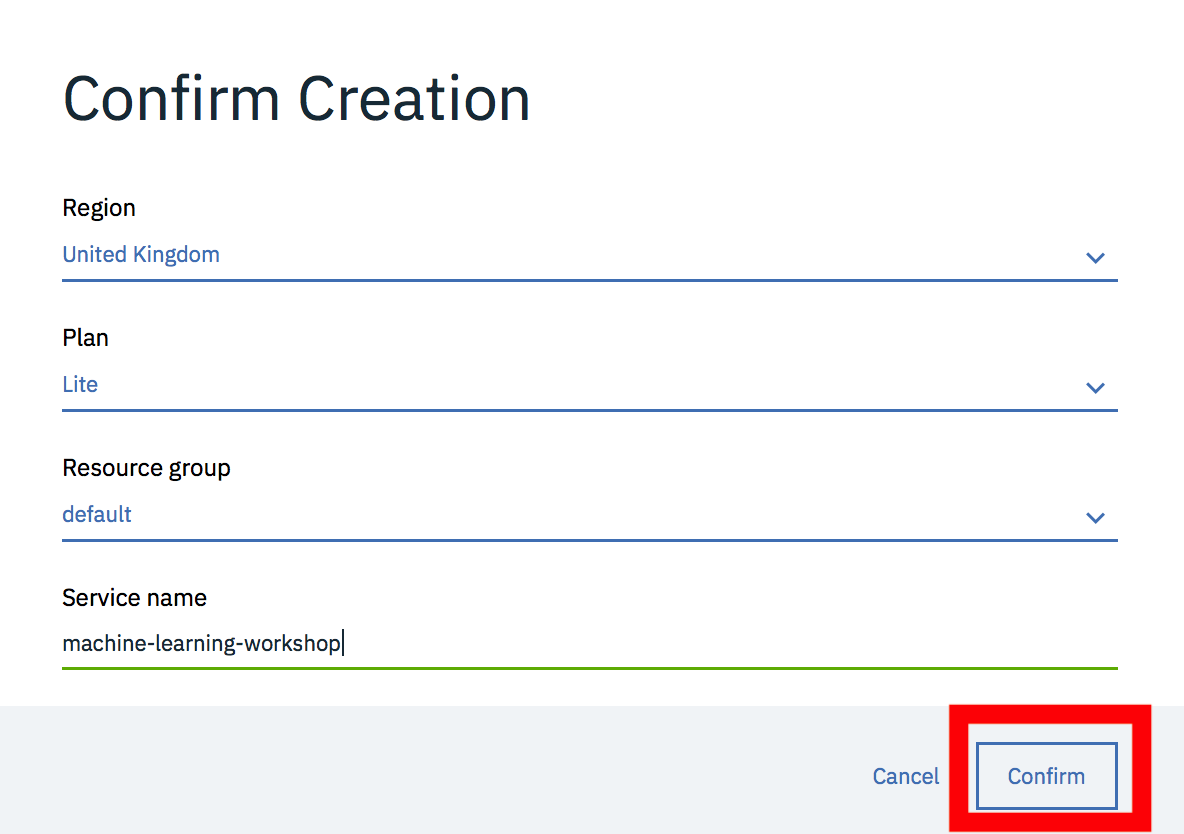 Confirm Creation
Region
United Kingdom
Plan
Lite
Resource group
default
Service name
machine-learning-workshop
Cancel
Confirm